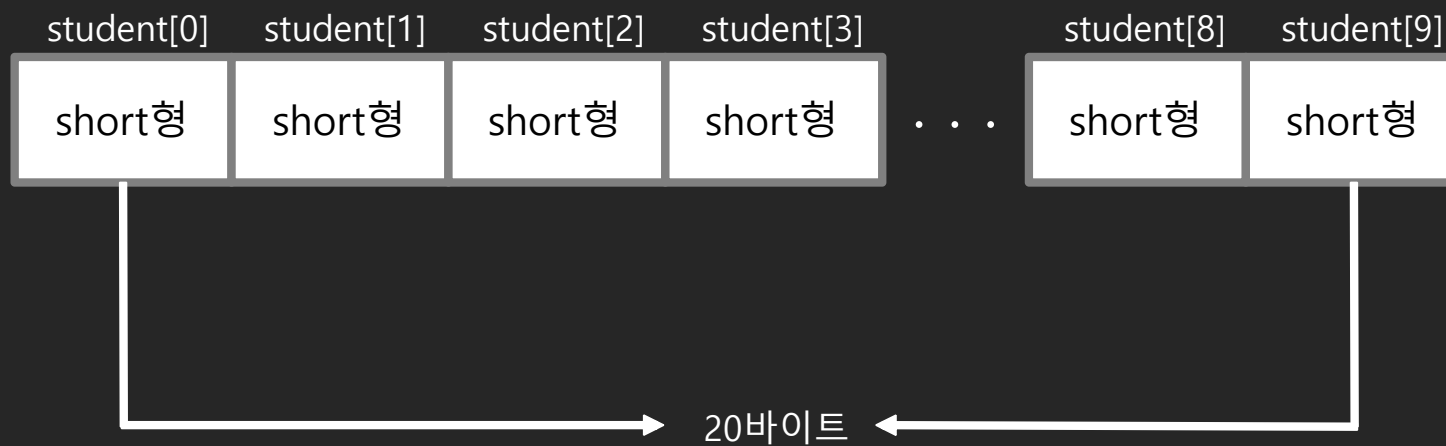 student[0] student[1] student[2] student[3] student[8] student[9]
short형 short형 short형 short형 · · · short형 short형
20바이트